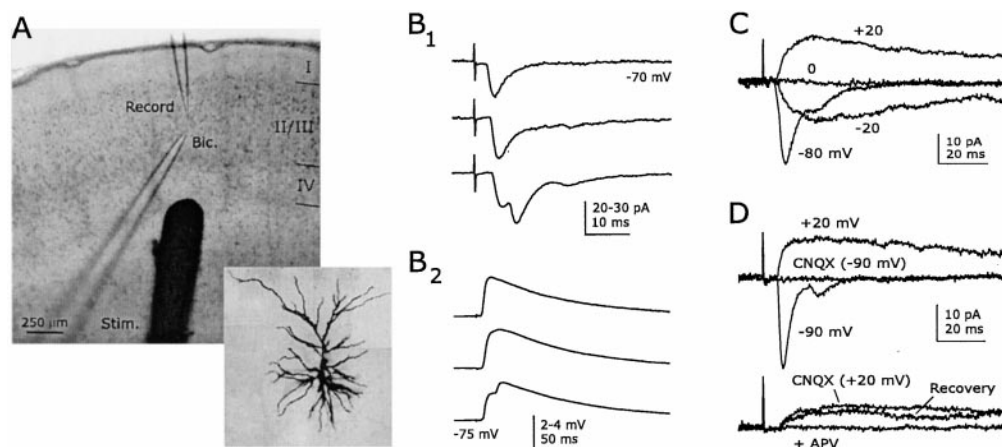 A
I
Record
II/III
Bic.
IV
250 μm
Stim.
B1
-70 mV
20-30 pA
10 ms
B2
-75 mV
2-4 mV
50 ms
C
+20
0
-20
-80 mV
10 pA
20 ms
D
+20 mV
CNQX (-90 mV)
-90 mV
10 pA
20 ms
CNQX (+20 mV)
Recovery
+ APV